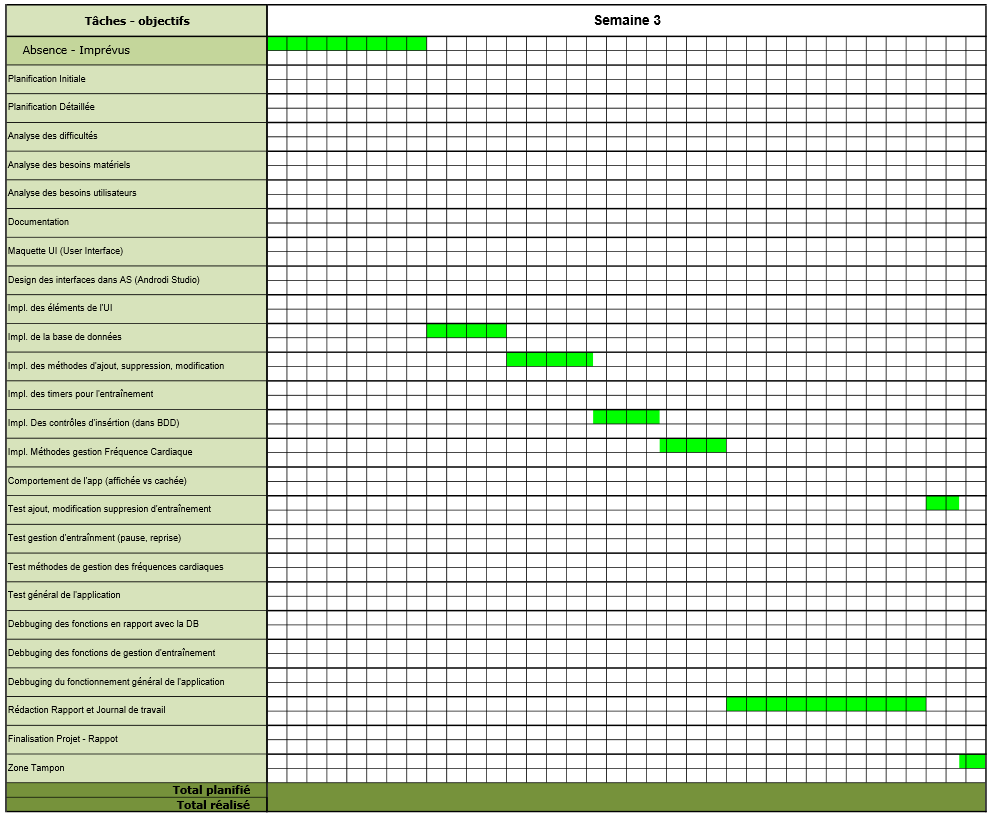 Tâches - objectifs
Semaine 3
Absence - Imprévus
Planification Initiale
Planification Détaillée
Analyse des difficultés
Analyse des besoins matériels
Analyse des besoins utilisateurs
Documentation
Maquette UI (User Interface)
Design des interfaces dans AS (Androdi Studio)
Impl. des éléments de l'UI
Impl. de la base de données
Impl. des méthodes d'ajout, suppression, modification
Impl. des timers pour l'entraînement
Impl. Des contrôles d'insértion (dans BDD)
Impl. Méthodes gestion Fréquence Cardiaque
Comportement de l'app (affichée vs cachée)
Test ajout, modification suppresion d'entraînement
Test gestion d'entraînment (pause, reprise)
Test méthodes de gestion des fréquences cardiaques
Test général de l'application
Debbuging des fonctions en rapport avec la DB
Debbuging des fonctions de gestion d'entraînement
Debbuging du fonctionnement général de l'application
Rédaction Rapport et Journal de travail
Finalisation Projet - Rappot
Zone Tampon
Total planifié
Total réalisé